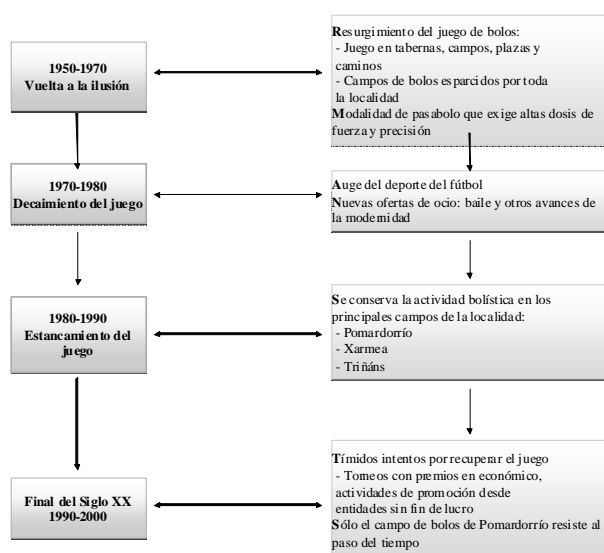 1950-1970
Vuelta a la ilusión
Resurgimiento del juego de bolos:
- Juego en tabernas, campos, plazas y
caminos
- Campos de bolos esparcidos por toda
la localidad
Modalidad de pasabolo que exige altas dosis de
fuerza y precisión
1970-1980
Decaimiento del juego
Auge del deporte del fútbol
Nuevas ofertas de ocio: baile y otros avances de
la modernidad
1980-1990
Estancamiento del
juego
Se conserva la actividad bolística en los
principales campos de la localidad:
- Pomardorrío
- Xarmea
- Triñáns
Final del Siglo XX
1990-2000
Tímidos intentos por recuperar el juego
- Torneos con premios en económico,
actividades de promoción desde
entidades sin fin de lucro
Sólo el campo de bolos de Pomardorrío resiste al
paso del tiempo